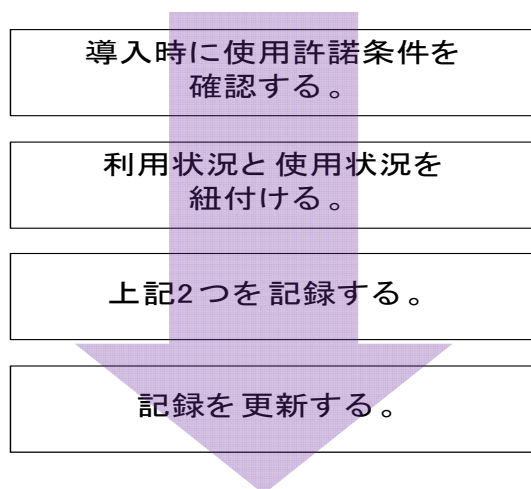 導入時に使用許諾条件を
確認する。
利用状況と使用状況を
紐付ける。
上記2つを記録する。
記録を更新する。